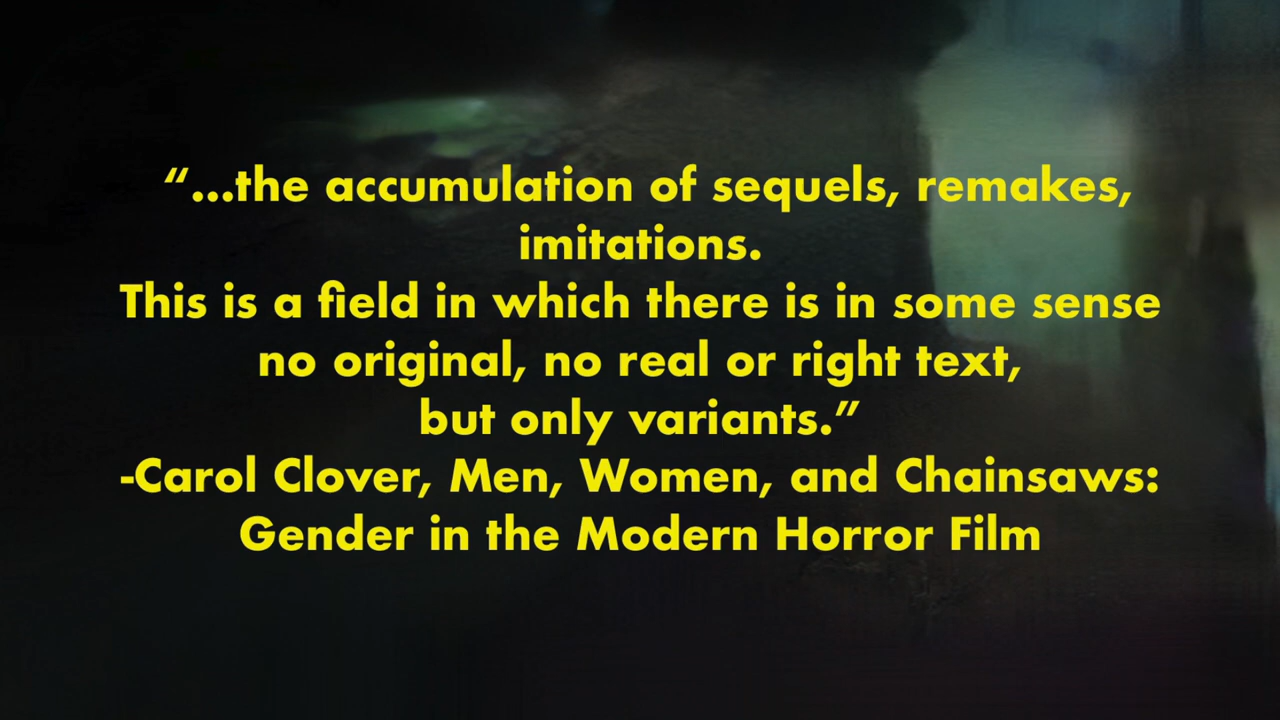 “...the accumulation of sequels, remakes,
imitations.
This is a field in which there is in some sense
no original, no real or right text,
but only variants.”
-Carol Clover, Men, Women, and Chainsaws:
Gender in the Modern Horror Film